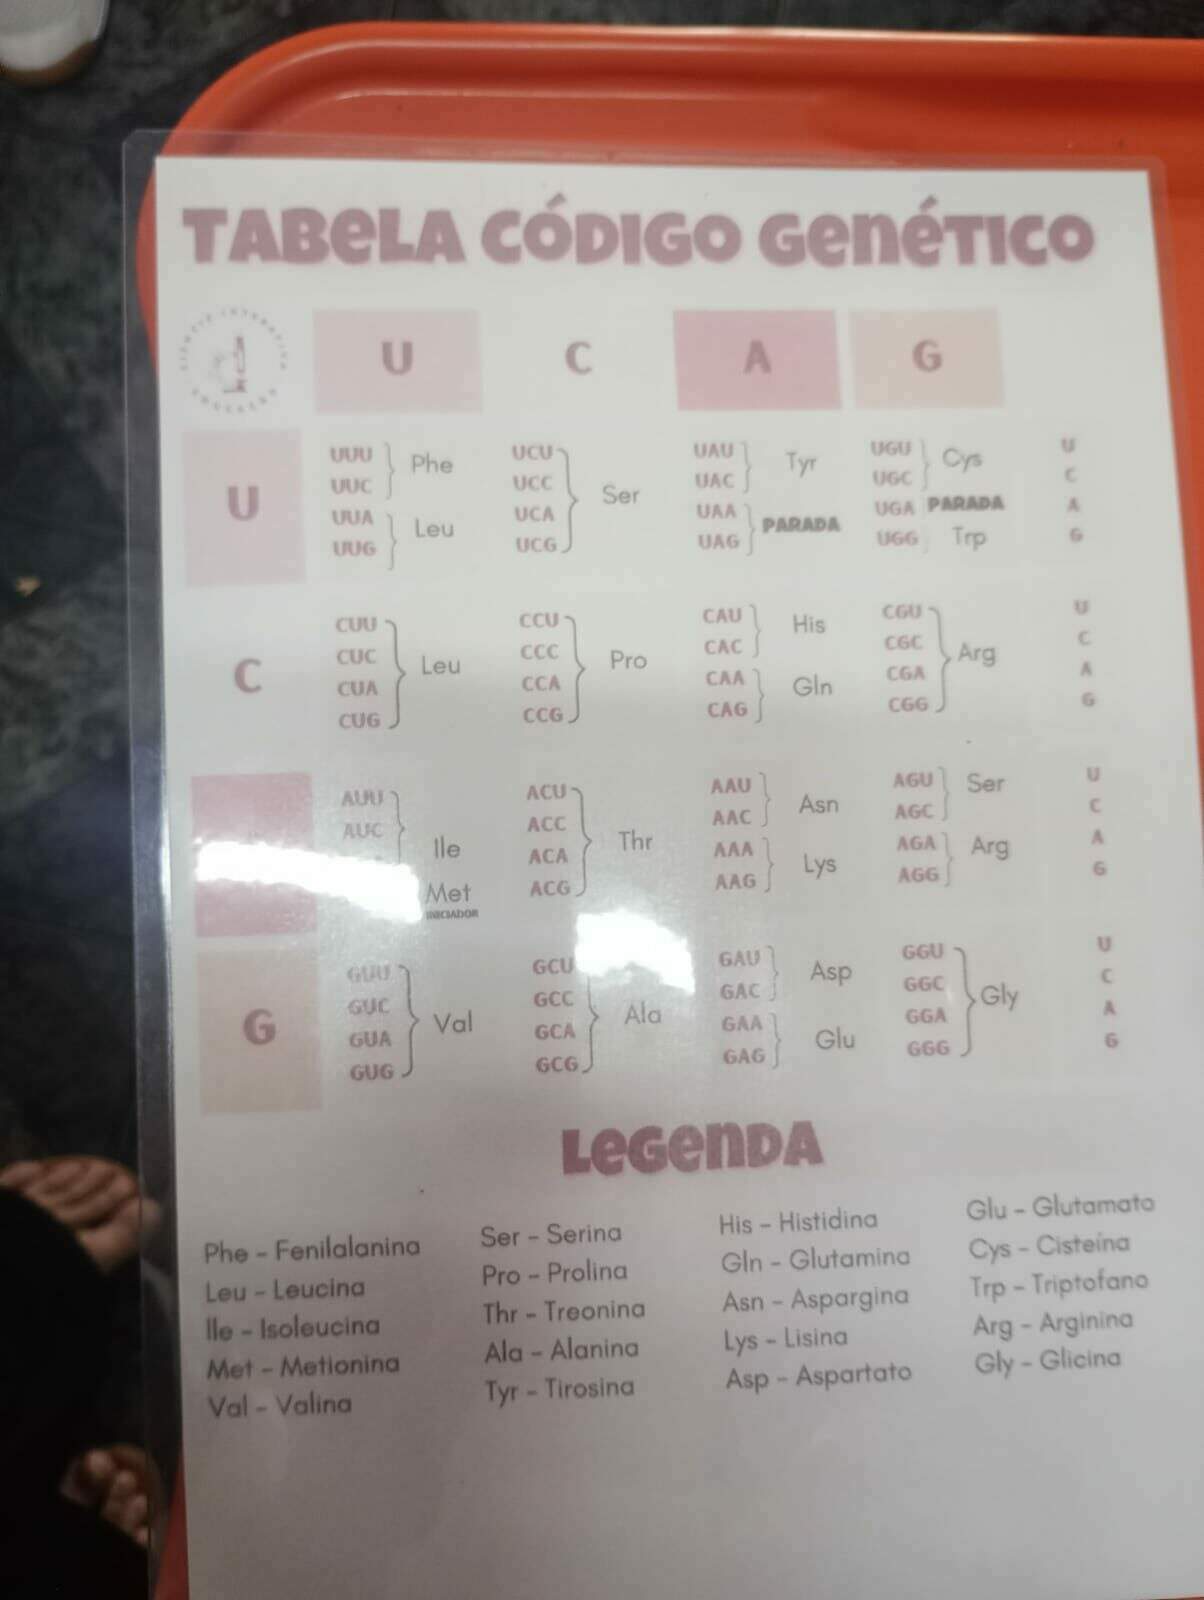 TABELA CÓDIGO GENÉTICO
U C A G
U
UUU UUC Phe
UUA UUG Leu
UCU UCC UCA UCG Ser
UAU UAC Tyr
UAA UAG PARADA
UGU UGC Cys
UGA PARADA
UGG Trp
U
C
A
G
C
CUU CUC CUA CUG Leu
CCU CCC CCA CCG Pro
CAU CAC His
CAA CAG Gln
CGU CGC CGA CGG Arg
U
C
A
G
AUU AUC Ile
Met
INICIADOR
ACU ACC ACA ACG Thr
AAU AAC Asn
AAA AAG Lys
AGU AGC Ser
AGA AGG Arg
U
C
A
G
G
GUU GUC GUA GUG Val
GCU GCC GCA GCG Ala
GAU GAC Asp
GAA GAG Glu
GGU GGC GGA GGG Gly
U
C
A
G
LEGENDA
Phe - Fenilalanina
Leu - Leucina
Ile - Isoleucina
Met - Metionina
Val - Valina
Ser - Serina
Pro - Prolina
Thr - Treonina
Ala - Alanina
Tyr - Tirosina
His - Histidina
Gln - Glutamina
Asn - Aspargina
Lys - Lisina
Asp - Aspartato
Glu - Glutamato
Cys - Cisteína
Trp - Triptofano
Arg - Arginina
Gly - Glicina